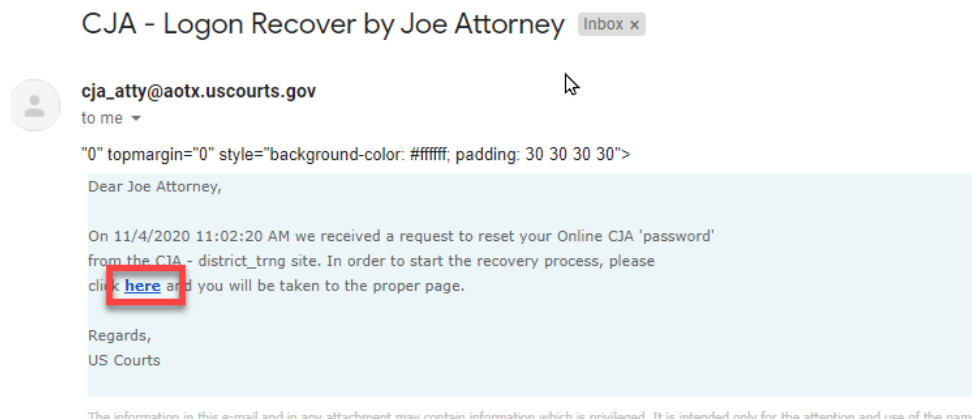 CJA - Logon Recover by Joe Attorney Inbox x
cja_atty@aotx.uscourts.gov
to me
"0" topmargin="0" style="background-color: #ffffff; padding: 30 30 30 30">
Dear Joe Attorney,
On 11/4/2020 11:02:20 AM we received a request to reset your Online CJA 'password'
from the CJA - district_trng site. In order to start the recovery process, please
click here and you will be taken to the proper page.
Regards,
US Courts
The information in this e-mail and in any attachment may contain information which is privileged. It is intended only for the attention and use of the nam